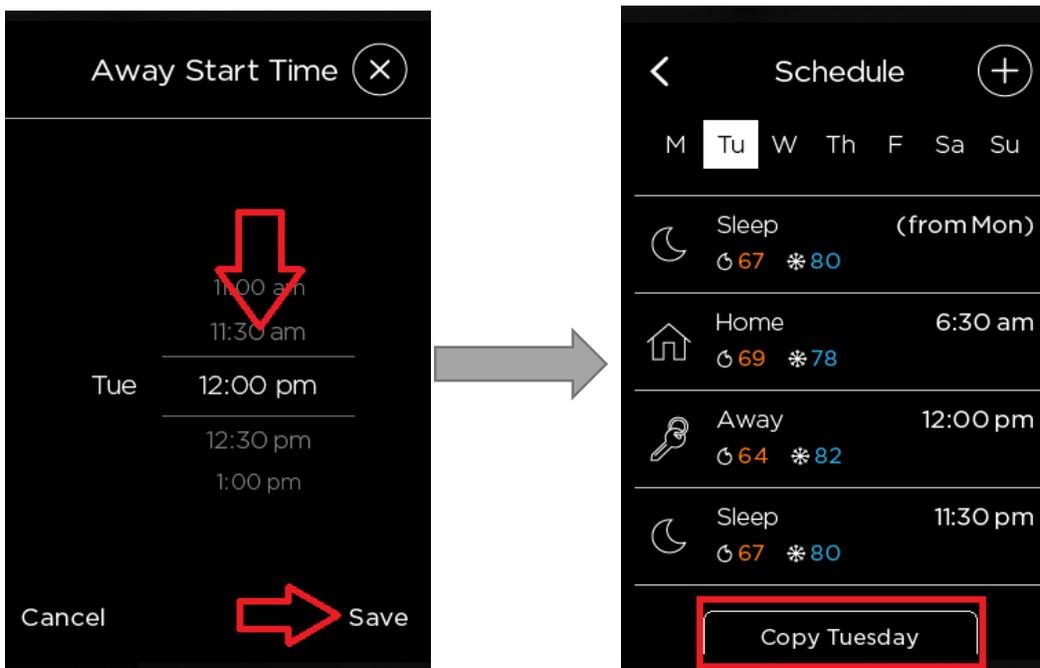 Away Start Time
11:00 am
11:30 am
Tue 12:00 pm
12:30 pm
1:00 pm
Cancel Save
Schedule
M Tu W Th F Sa Su
Sleep (from Mon)
67 80
Home 6:30 am
69 78
Away 12:00 pm
64 82
Sleep 11:30 pm
67 80
Copy Tuesday